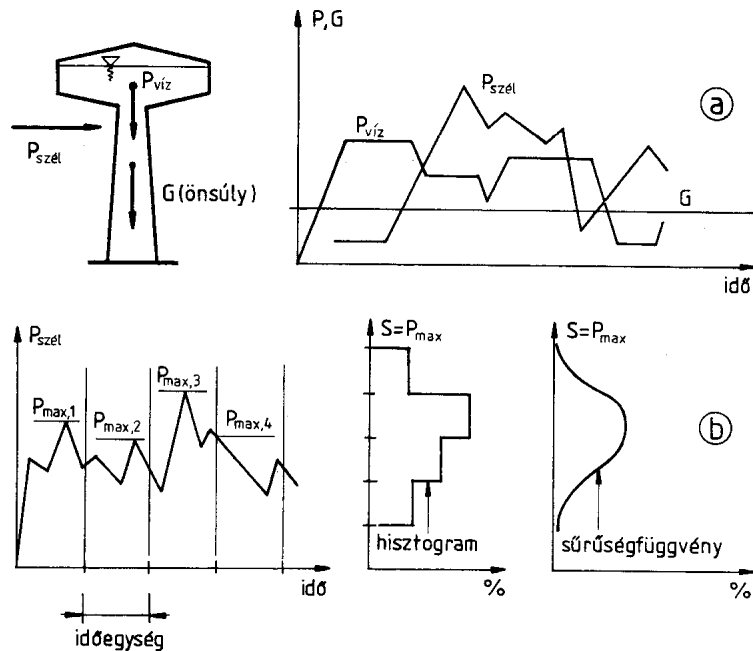 P_víz
P_szél
G (önsúly)
P,G
P_szél
P_víz
G
idő
a
P_szél
P_max,1
P_max,2
P_max,3
P_max,4
idő
időegység
S=P_max
hisztogram
%
S=P_max
sűrűségfüggvény
%
b